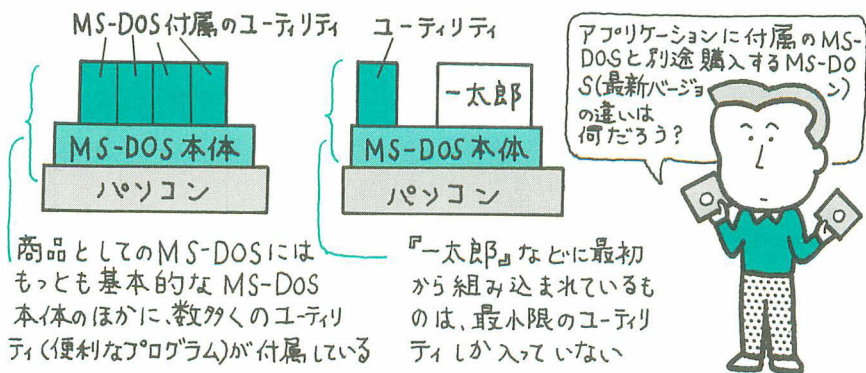 MS-DOS付属のユーティリティ
MS-DOS本体
パソコン
商品としてのMS-DOSには
もっとも基本的なMS-DOS
本体のほかに、数多くのユーティリ
ティ(便利なプログラム)が付属している
ユーティリティ
一太郎
MS-DOS本体
パソコン
『一太郎』などに最初
から組み込まれているも
のは、最小限のユーティリ
ティしか入っていない
アプリケーションに付属のMS-
DOSと別途購入するMS-DO
S(最新バージョン)
の違いは
何だろう?